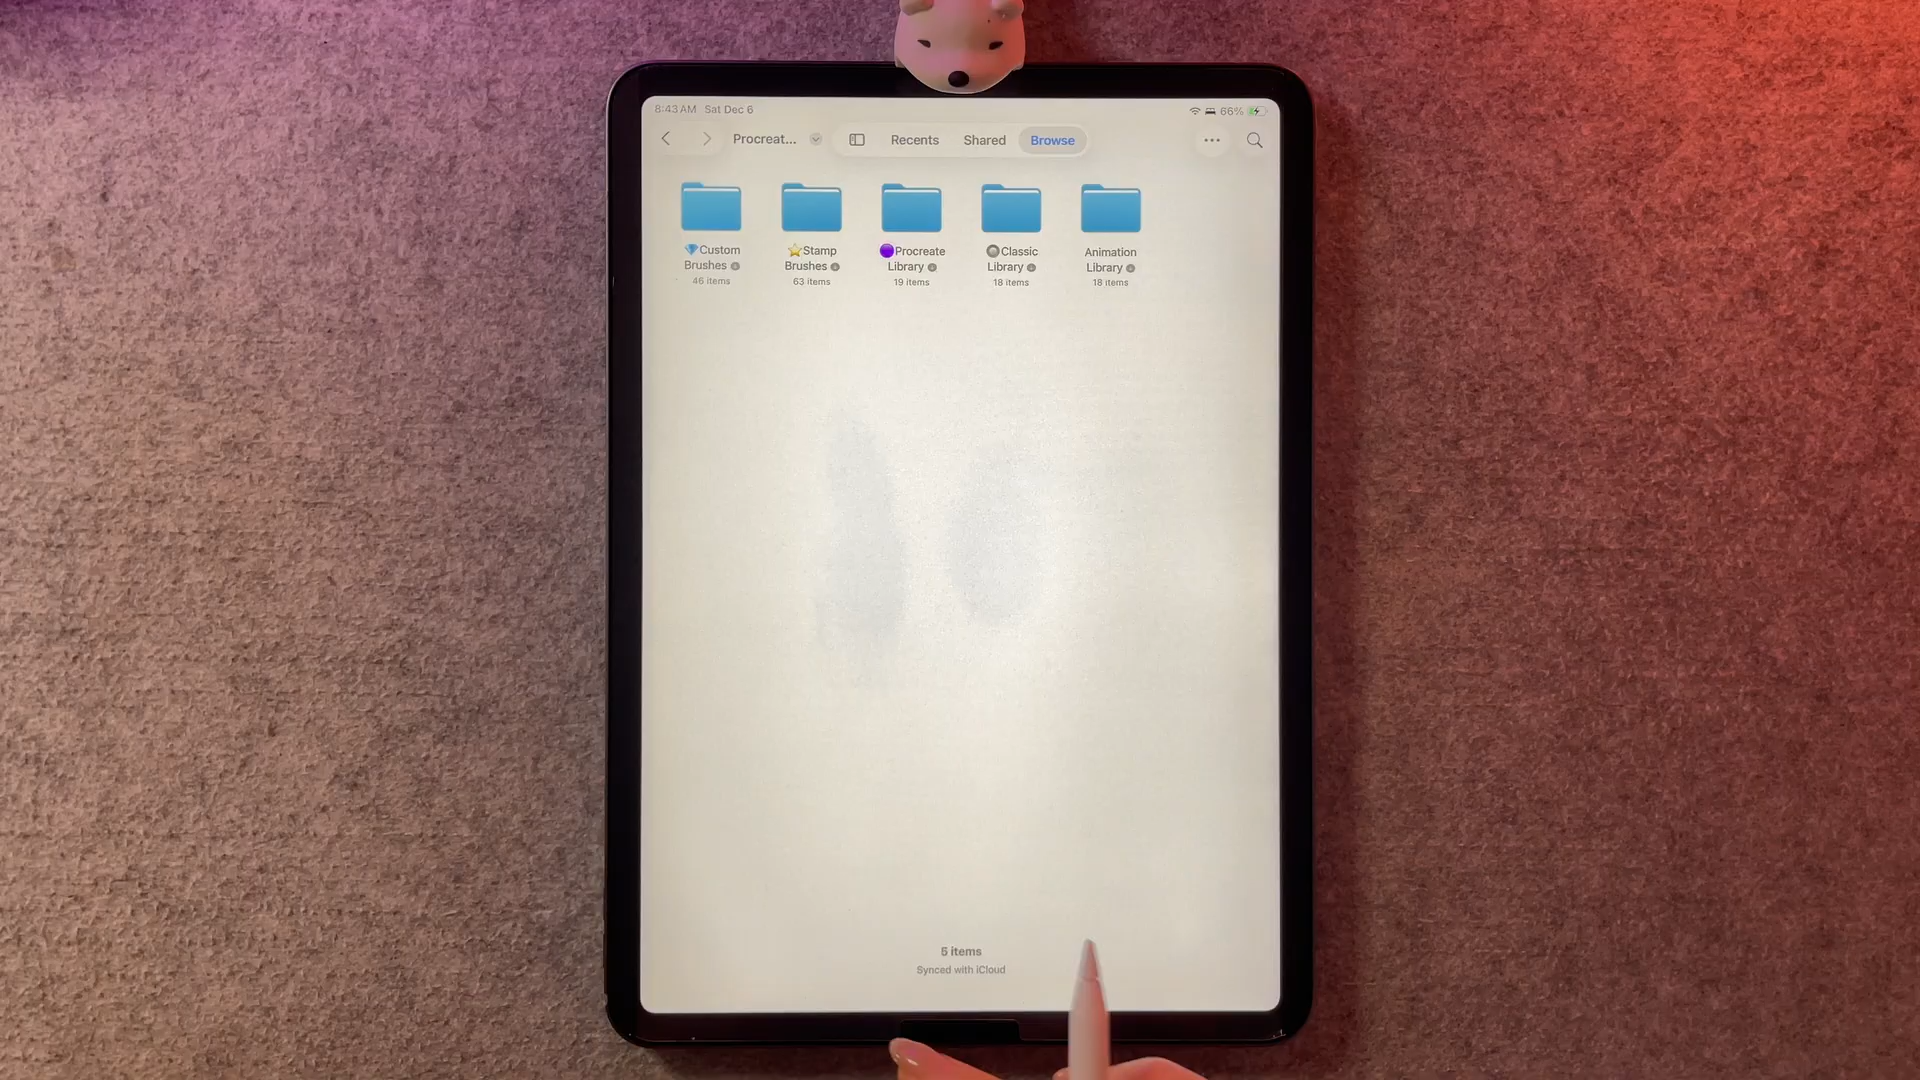 8:43 AM Sat Dec 6
66%
Procreat...
Recents
Shared
Browse
Custom
Brushes
46 items
Stamp
Brushes
63 items
Procreate
Library
19 items
Classic
Library
18 items
Animation
Library
18 items
5 items
Synced with iCloud